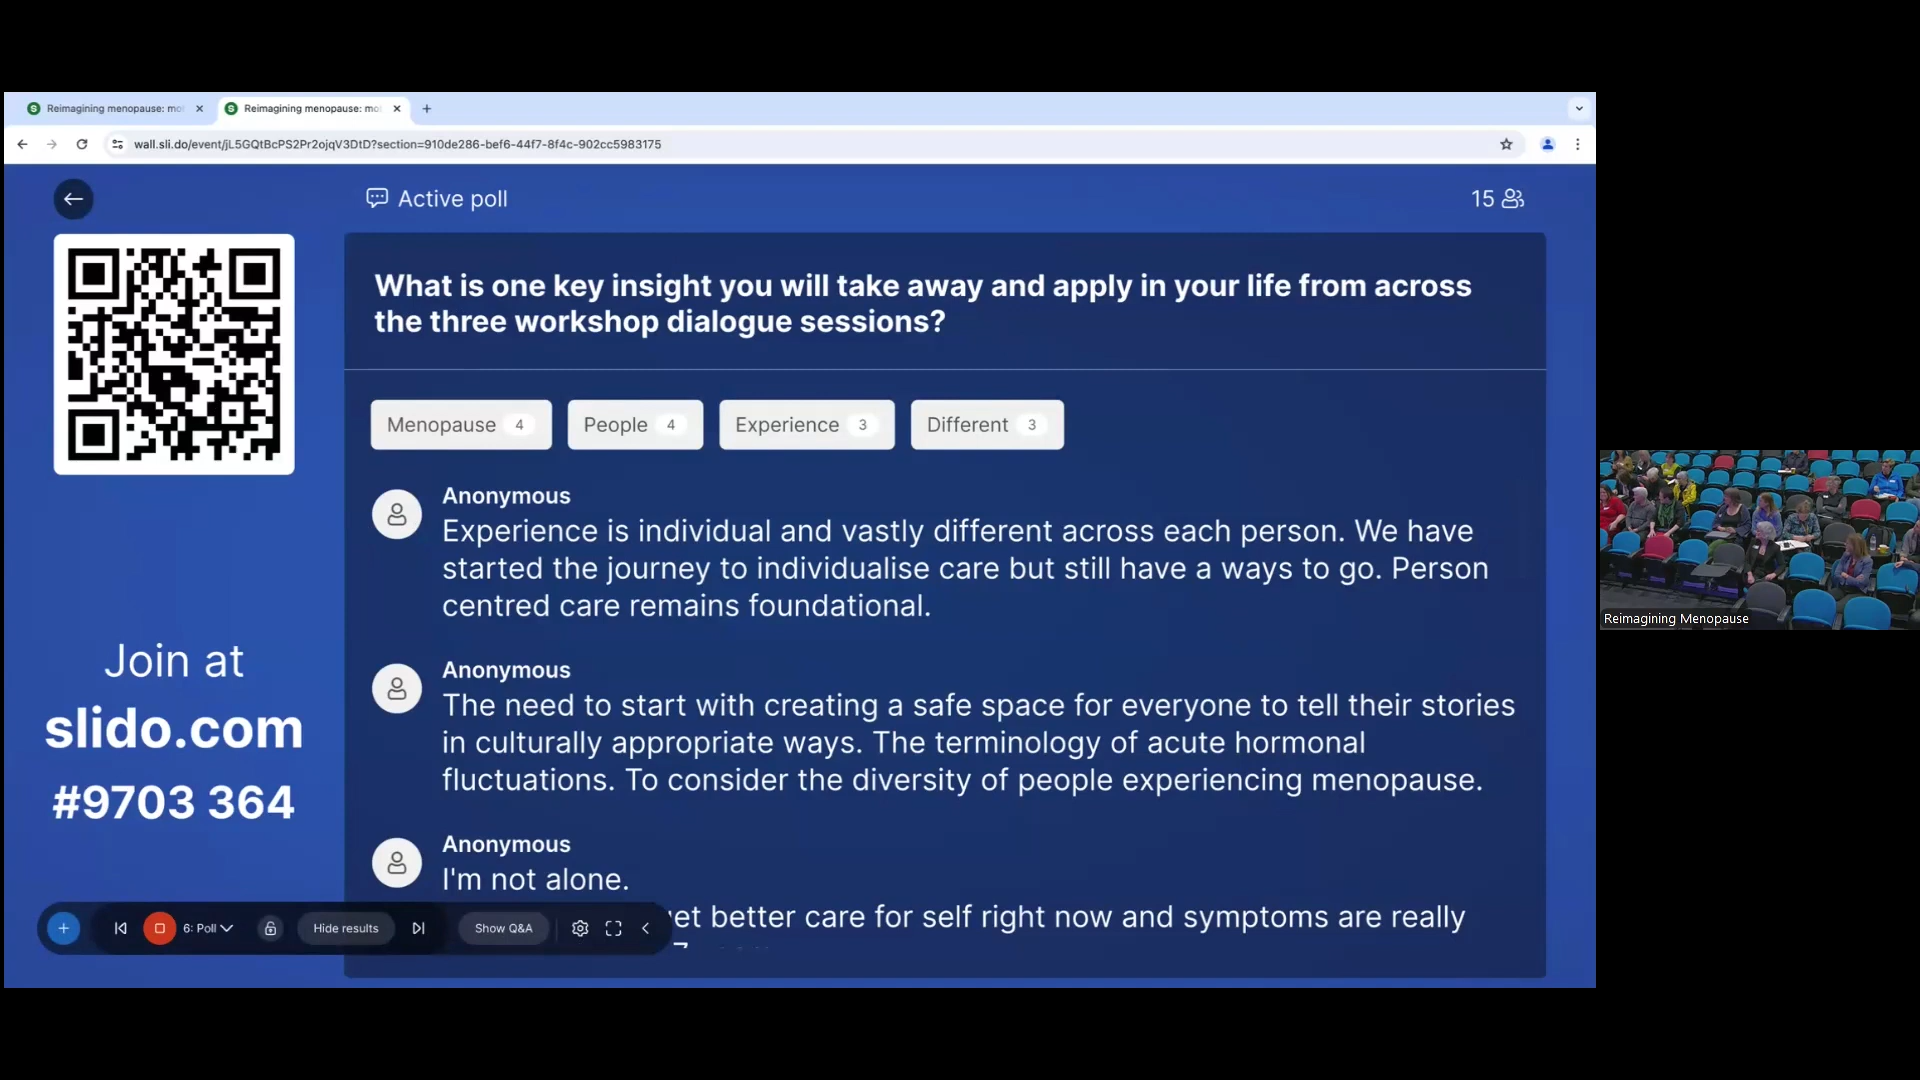 Reimagining menopause: mo
Reimagining menopause: mo
wall.sli.do/event/jL5GQtBcPS2Pr2ojqV3DtD?section=910de286-bef6-44f7-8f4c-902cc5983175
Active poll
15
What is one key insight you will take away and apply in your life from across
the three workshop dialogue sessions?
Menopause 4
People 4
Experience 3
Different 3
Anonymous
Experience is individual and vastly different across each person. We have
started the journey to individualise care but still have a ways to go. Person
centred care remains foundational.
Anonymous
The need to start with creating a safe space for everyone to tell their stories
in culturally appropriate ways. The terminology of acute hormonal
fluctuations. To consider the diversity of people experiencing menopause.
Anonymous
I'm not alone.
better care for self right now and symptoms are really
Join at
slido.com
#9703 364
6: Poll
Hide results
Show Q&A
Reimagining Menopause